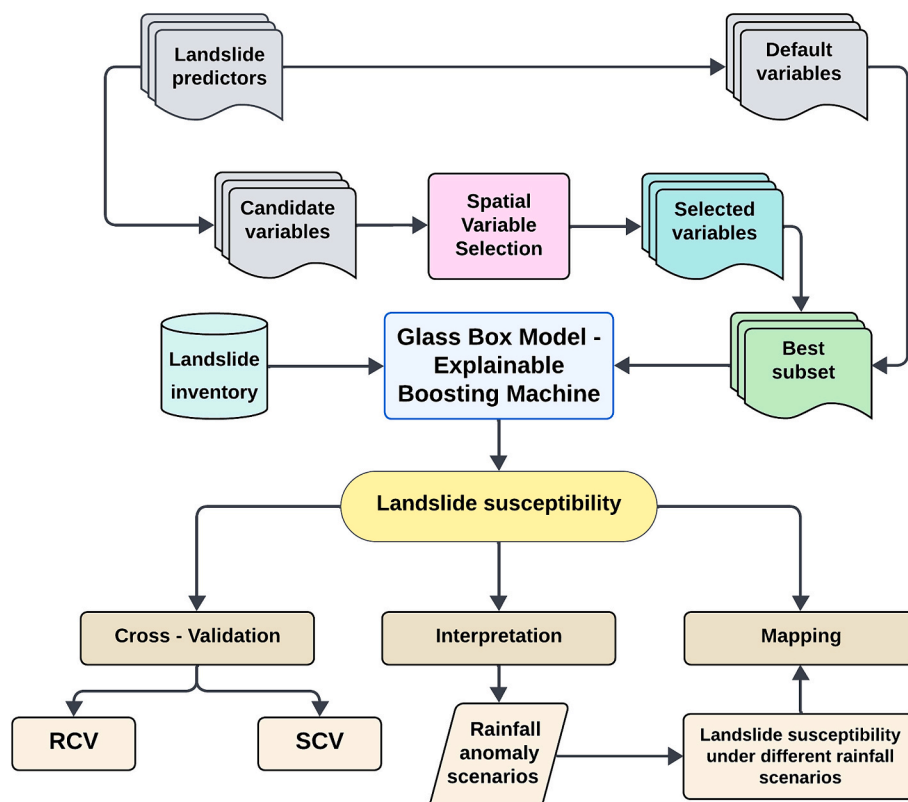 Landslide
predictors
Default
variables
Candidate
variables
Spatial
Variable
Selection
Selected
variables
Landslide
inventory
Glass Box Model -
Explainable
Boosting Machine
Best
subset
Landslide susceptibility
Cross - Validation
Interpretation
Mapping
RCV
SCV
Rainfall
anomaly
scenarios
Landslide susceptibility
under different rainfall
scenarios